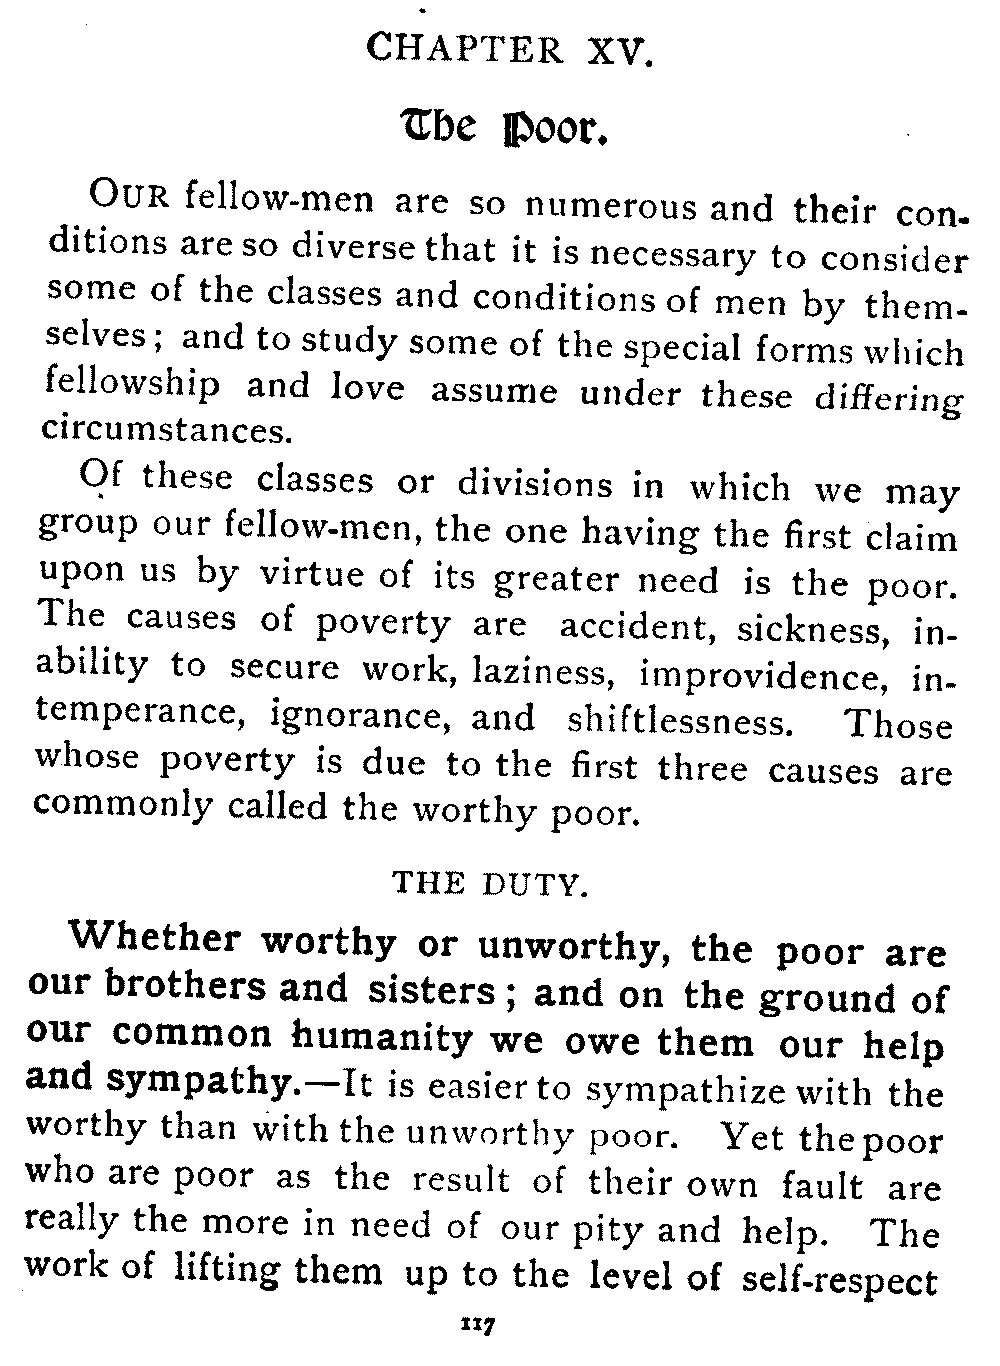 CHAPTER XV.
The Poor.
OUR fellow-men are so numerous and their con-
ditions are so diverse that it is necessary to consider
some of the classes and conditions of men by them-
selves; and to study some of the special forms which
fellowship and love assume under these differing
circumstances.
Of these classes or divisions in which we may
group our fellow-men, the one having the first claim
upon us by virtue of its greater need is the poor.
The causes of poverty are accident, sickness, in-
ability to secure work, laziness, improvidence, in-
temperance, ignorance, and shiftlessness. Those
whose poverty is due to the first three causes are
commonly called the worthy poor.
THE DUTY.
Whether worthy or unworthy, the poor are
our brothers and sisters; and on the ground of
our common humanity we owe them our help
and sympathy.—It is easier to sympathize with the
worthy than with the unworthy poor. Yet the poor
who are poor as the result of their own fault are
really the more in need of our pity and help. The
work of lifting them up to the level of self-respect
117